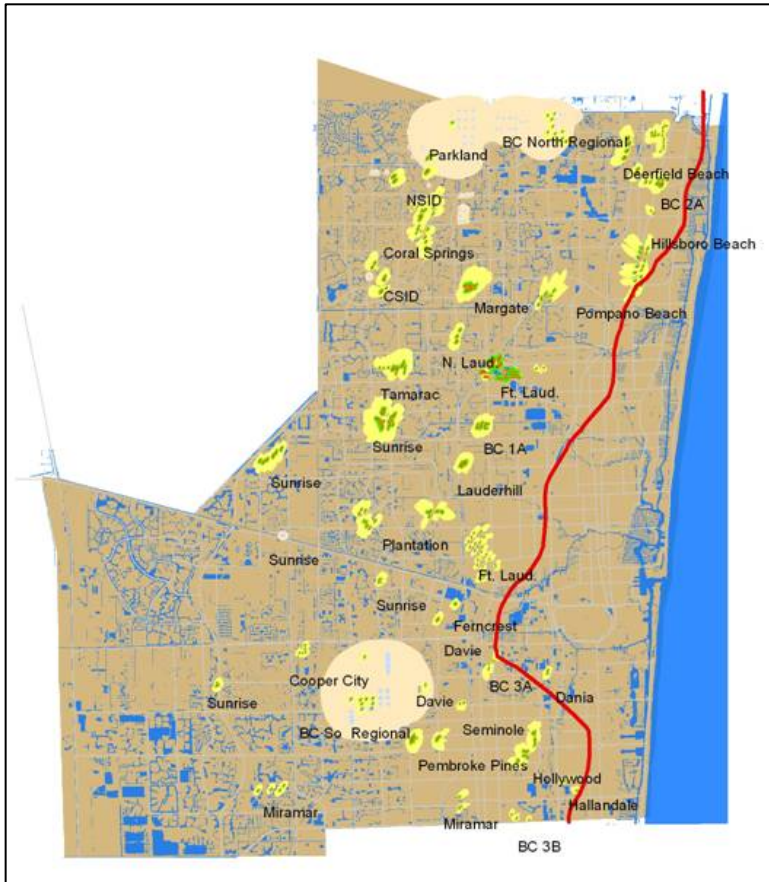 BC North Regional
Parkland
Deerfield Beach
NSID
BC 2A
Hillsboro Beach
Coral Springs
CSID
Margate
Pompano Beach
N. Laud.
Tamarac
Ft. Laud.
Sunrise
BC 1A
Sunrise
Lauderhill
Plantation
Sunrise
Ft. Laud.
Sunrise
Ferncrest
Davie
Cooper City
BC 3A
Sunrise
Davie
Dania
BC So Regional
Seminole
Pembroke Pines
Hollywood
Hallandale
Miramar
Miramar
BC 3B